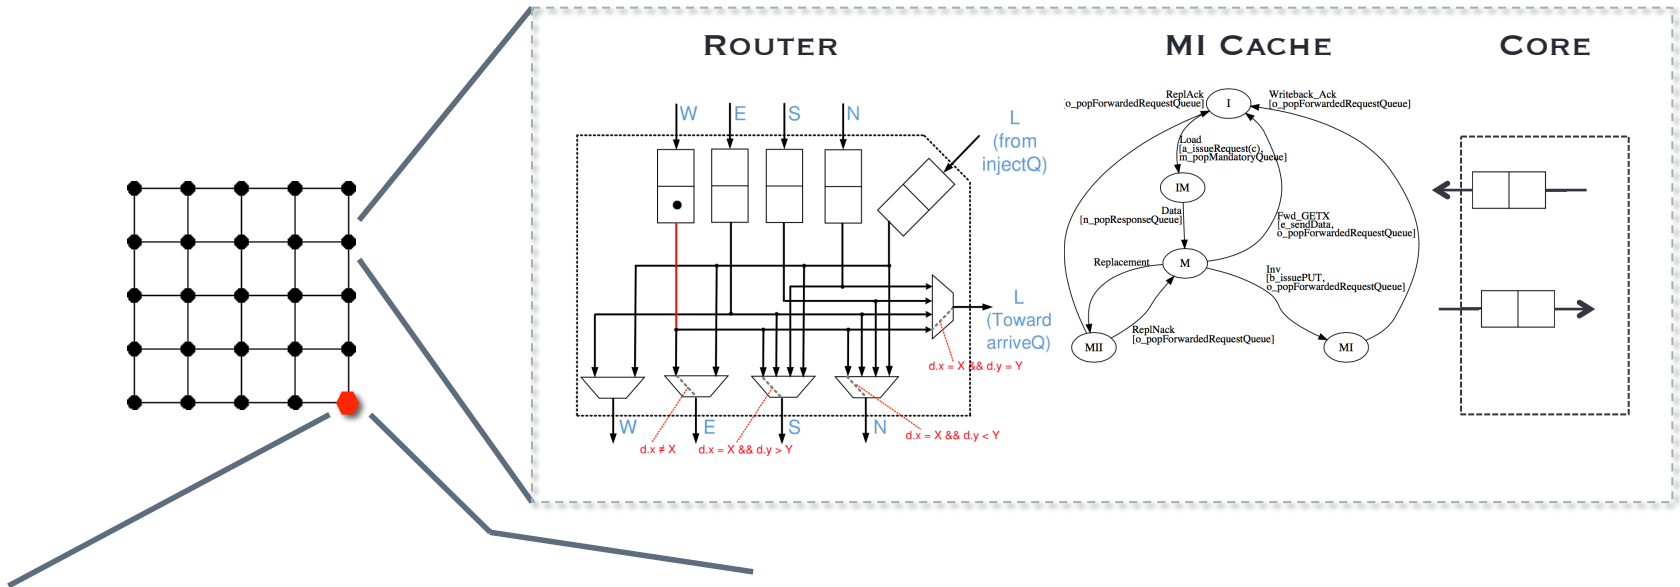 ROUTER
MI CACHE
CORE
W
E
S
N
L
(from
injectQ)
L
(Toward
arriveQ)
d.x = X && d.y = Y
W
E
S
N
d.x ≠ X
d.x = X && d.y > Y
d.x = X && d.y < Y
ReplAck
[o_popForwardedRequestQueue]
Writeback_Ack
[o_popForwardedRequestQueue]
I
Load
[a_issueRequest(c),
m_popMandatoryQueue]
IM
Data
[n_popResponseQueue]
Fwd_GETX
[e_sendData,
o_popForwardedRequestQueue]
Replacement
M
Inv
[b_issuePUT,
o_popForwardedRequestQueue]
ReplNack
[o_popForwardedRequestQueue]
MII
MI